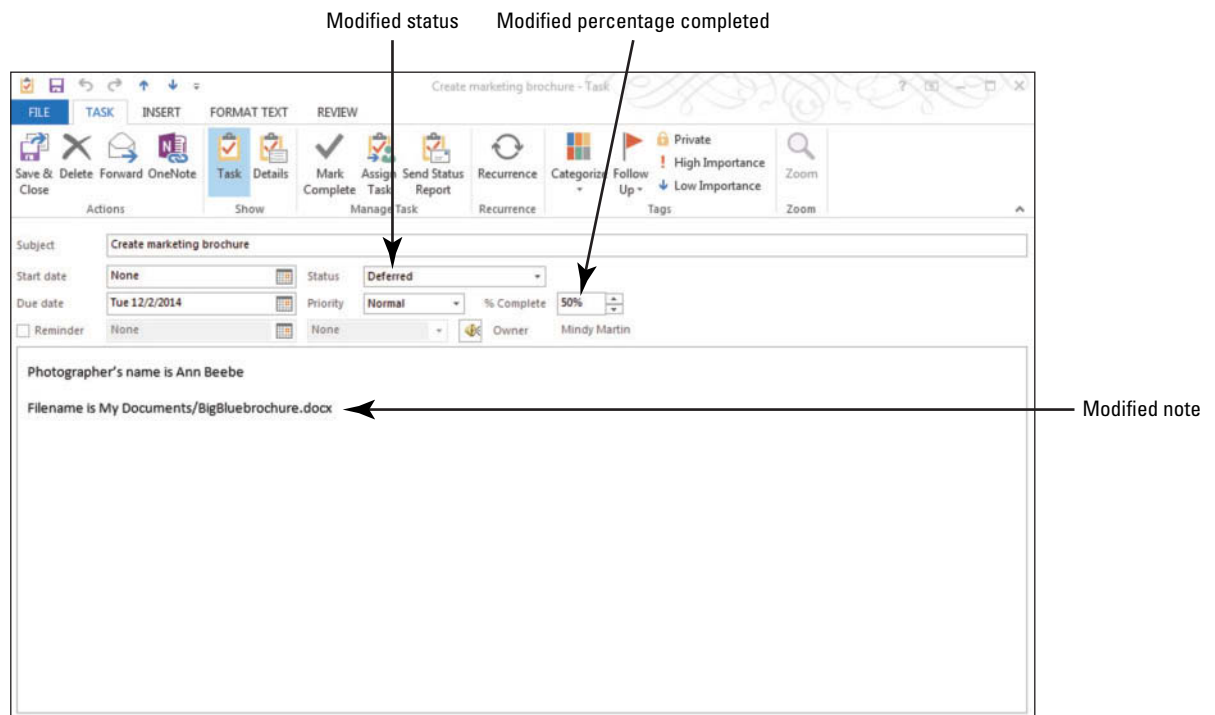 Modified status Modified percentage completed
Create marketing brochure - Task
FILE TASK INSERT FORMAT TEXT REVIEW
Save & Close Delete Forward OneNote Task Details Mark Complete Assign Task Send Status Report Recurrence Categorize Follow Up Private Zoom
High Importance
Low Importance
Actions Show Manage Task Recurrence Tags Zoom
Subject Create marketing brochure
Start date None Status Deferred
Due date Tue 12/2/2014 Priority Normal % Complete 50%
Reminder None None Owner Mindy Martin
Photographer's name is Ann Beebe
Filename is My Documents/BigBluebrochure.docx
Modified note